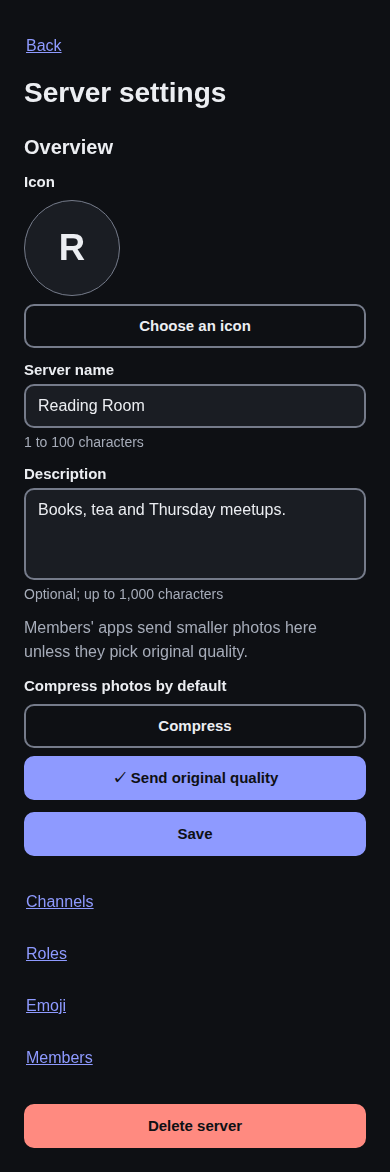 Back
Server settings
Overview
Icon
R
Choose an icon
Server name
Reading Room
1 to 100 characters
Description
Books, tea and Thursday meetups.
Optional; up to 1,000 characters
Members' apps send smaller photos here
unless they pick original quality.
Compress photos by default
Compress
✓ Send original quality
Save
Channels
Roles
Emoji
Members
Delete server